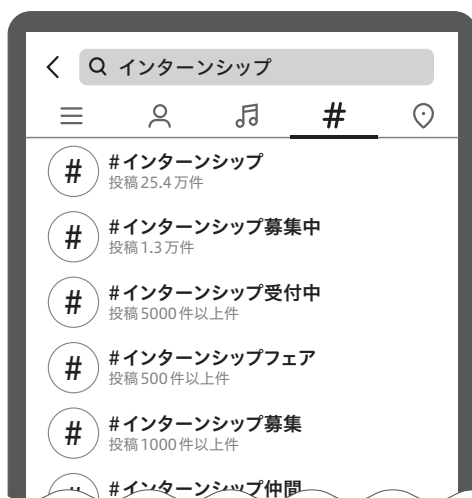 インターンシップ
#
#
#インターンシップ
投稿25.4万件
#
#インターンシップ募集中
投稿1.3万件
#
#インターンシップ受付中
投稿5000件以上件
#
#インターンシップフェア
投稿500件以上件
#
#インターンシップ募集
投稿1000件以上件
#インターンシップ仲間